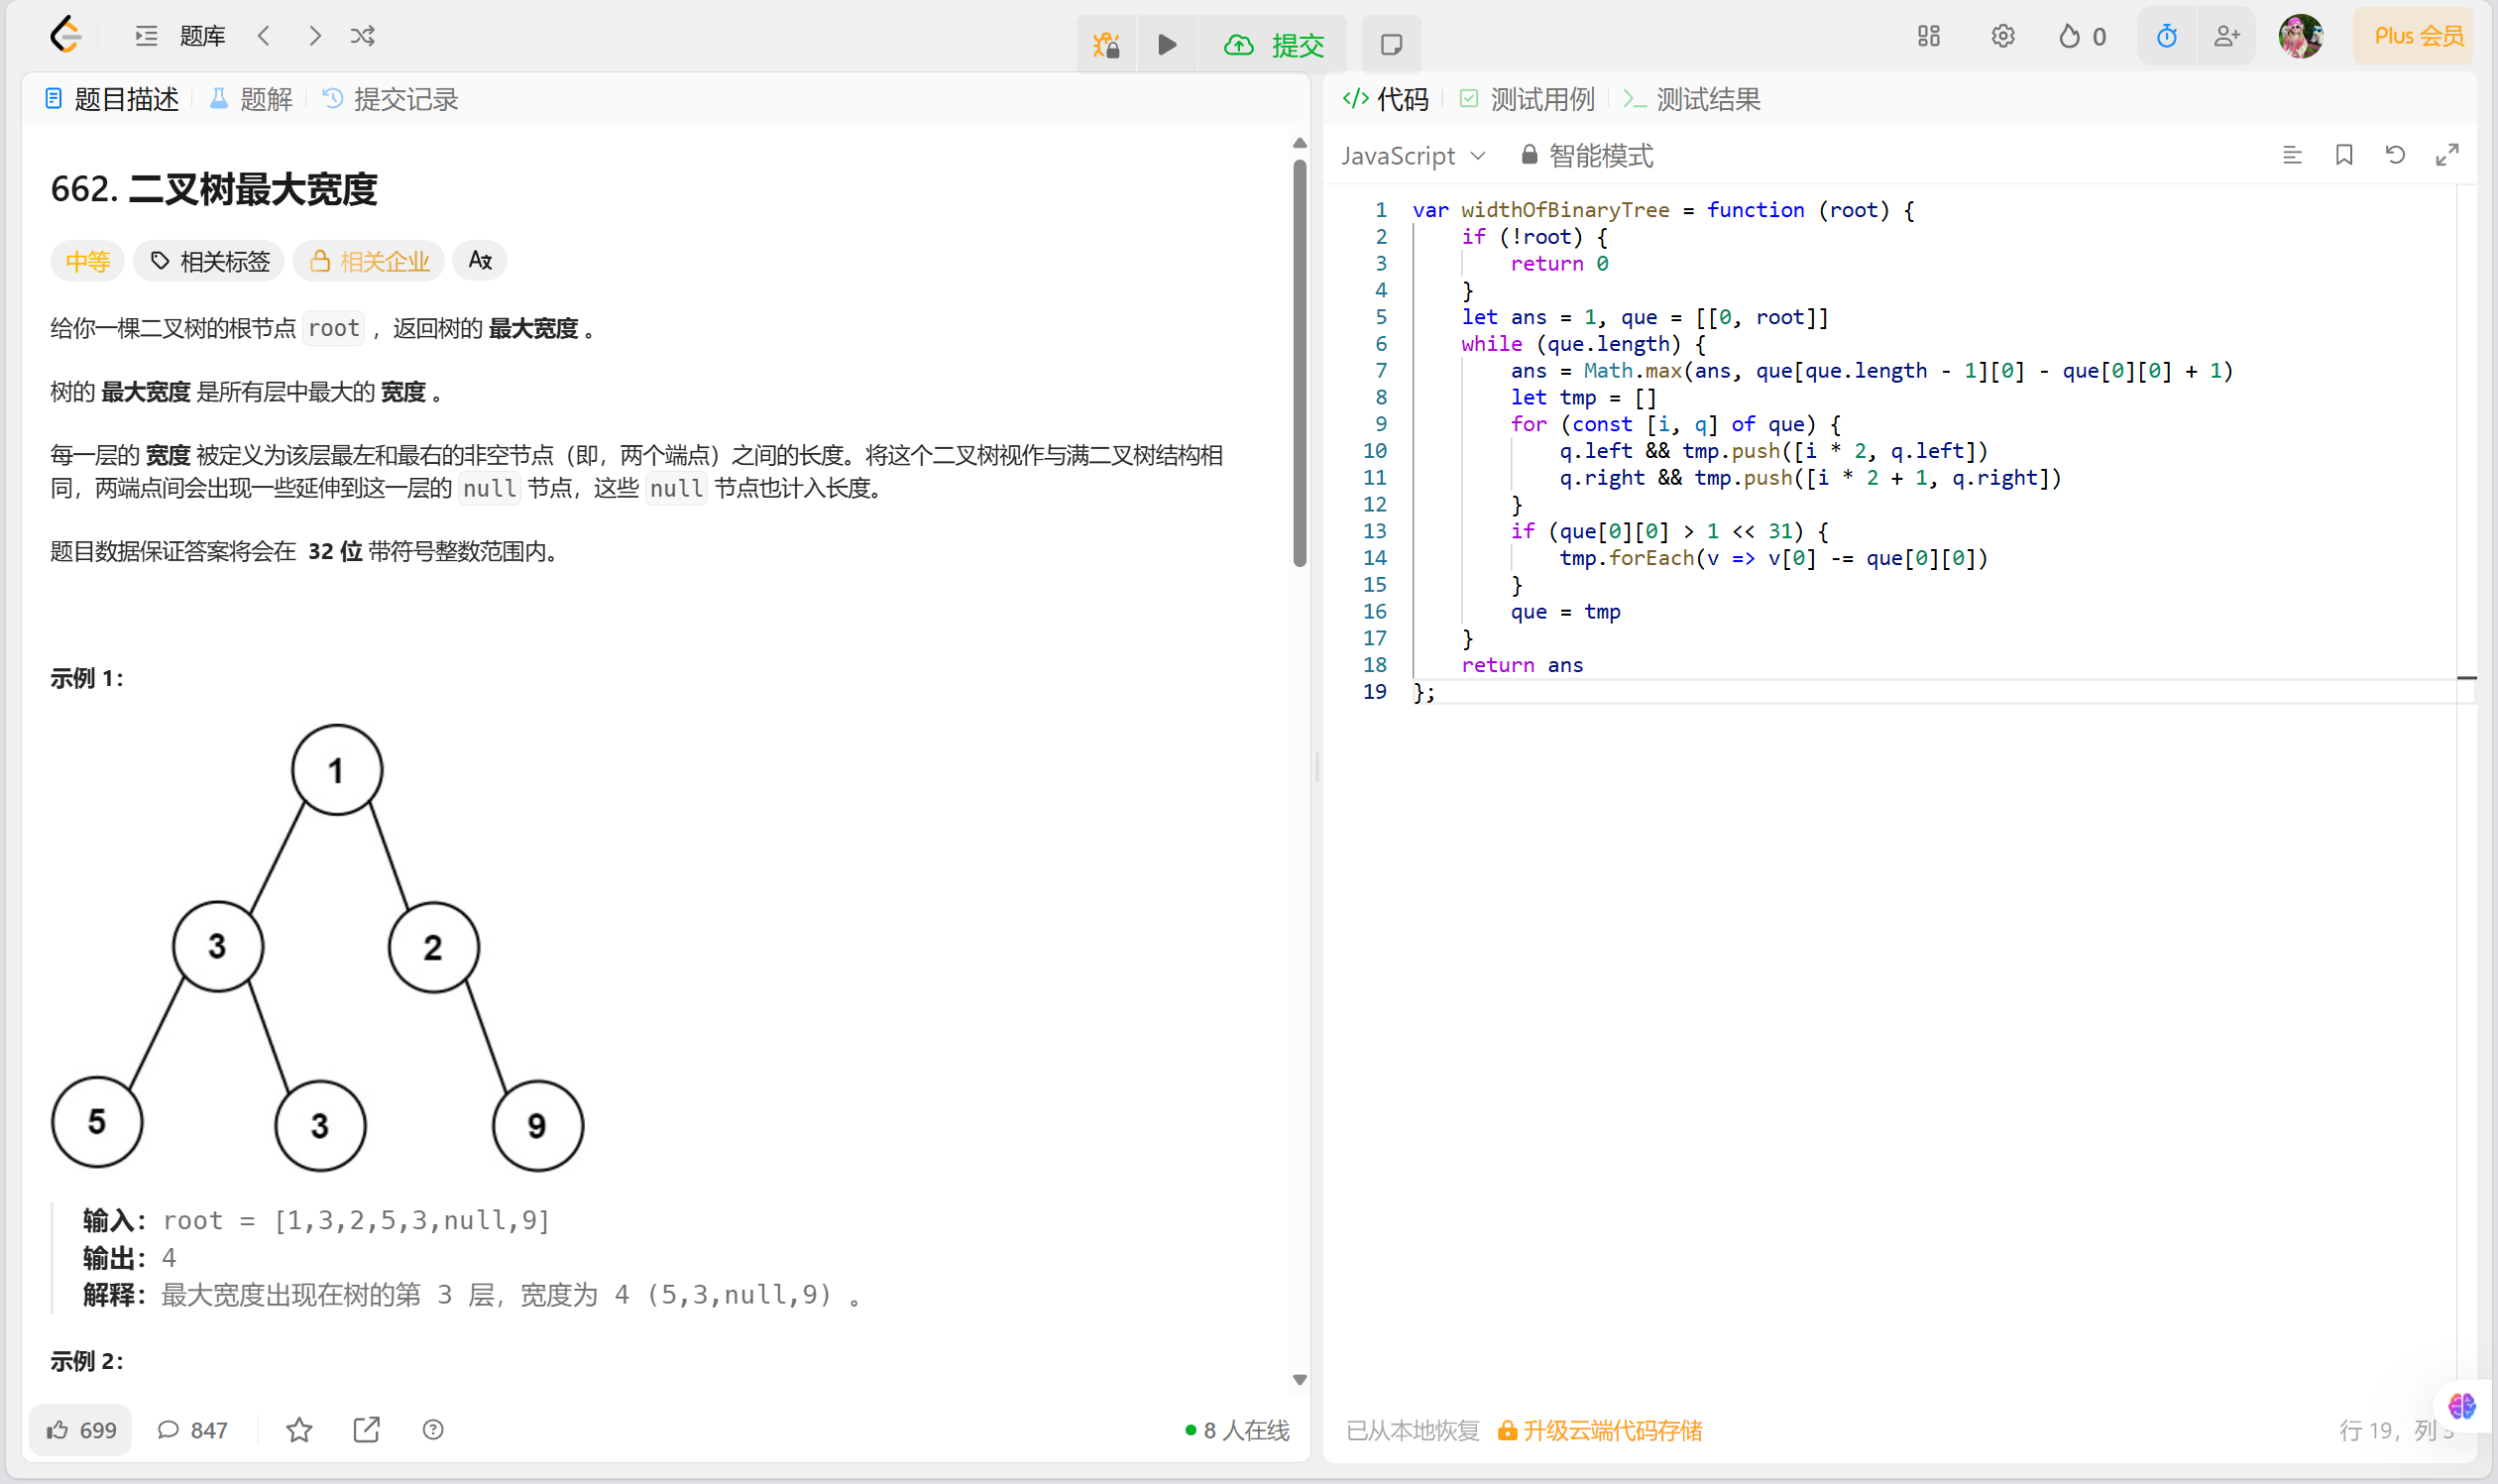 题库
提交
0
Plus 会员
题目描述
题解
提交记录
662. 二叉树最大宽度
中等
相关标签
相关企业
给你一棵二叉树的根节点 root ，返回树的 最大宽度 。
树的 最大宽度 是所有层中最大的 宽度 。
每一层的 宽度 被定义为该层最左和最右的非空节点（即，两个端点）之间的长度。将这个二叉树视作与满二叉树结构相
同，两端点间会出现一些延伸到这一层的 null 节点，这些 null 节点也计入长度。
题目数据保证答案将会在 32 位 带符号整数范围内。
示例 1：
1
3
2
5
3
9
输入：root = [1,3,2,5,3,null,9]
输出：4
解释：最大宽度出现在树的第 3 层，宽度为 4 (5,3,null,9) 。
示例 2：
699
847
8 人在线
代码
测试用例
测试结果
JavaScript
智能模式
1 var widthOfBinaryTree = function (root) {
2 if (!root) {
3 return 0
4 }
5 let ans = 1, que = [[0, root]]
6 while (que.length) {
7 ans = Math.max(ans, que[que.length - 1][0] - que[0][0] + 1)
8 let tmp = []
9 for (const [i, q] of que) {
10 q.left && tmp.push([i * 2, q.left])
11 q.right && tmp.push([i * 2 + 1, q.right])
12 }
13 if (que[0][0] > 1 << 31) {
14 tmp.forEach(v => v[0] -= que[0][0])
15 }
16 que = tmp
17 }
18 return ans
19 };
已从本地恢复
升级云端代码存储
行 19，列 3